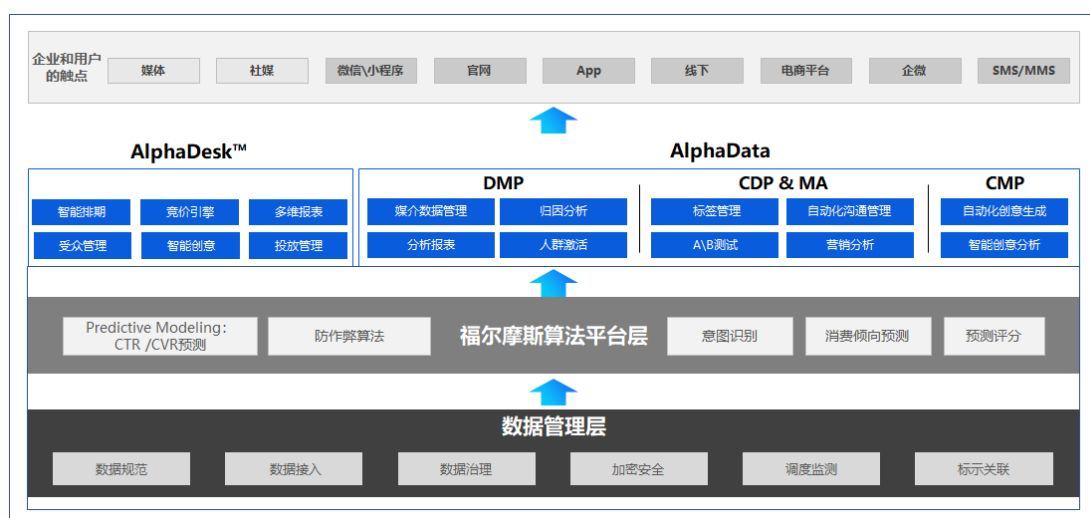 企业和用户
的触点
媒体
社媒
微信\小程序
官网
App
线下
电商平台
企微
SMS/MMS
AlphaDesk™
AlphaData
智能排期
竞价引擎
多维报表
受众管理
智能创意
投放管理
DMP
媒介数据管理
归因分析
分析报表
人群激活
CDP & MA
标签管理
自动化沟通管理
A\B测试
营销分析
CMP
自动化创意生成
智能创意分析
Predictive Modeling:
CTR /CVR预测
防作弊算法
福尔摩斯算法平台层
意图识别
消费倾向预测
预测评分
数据管理层
数据规范
数据接入
数据治理
加密安全
调度监测
标示关联